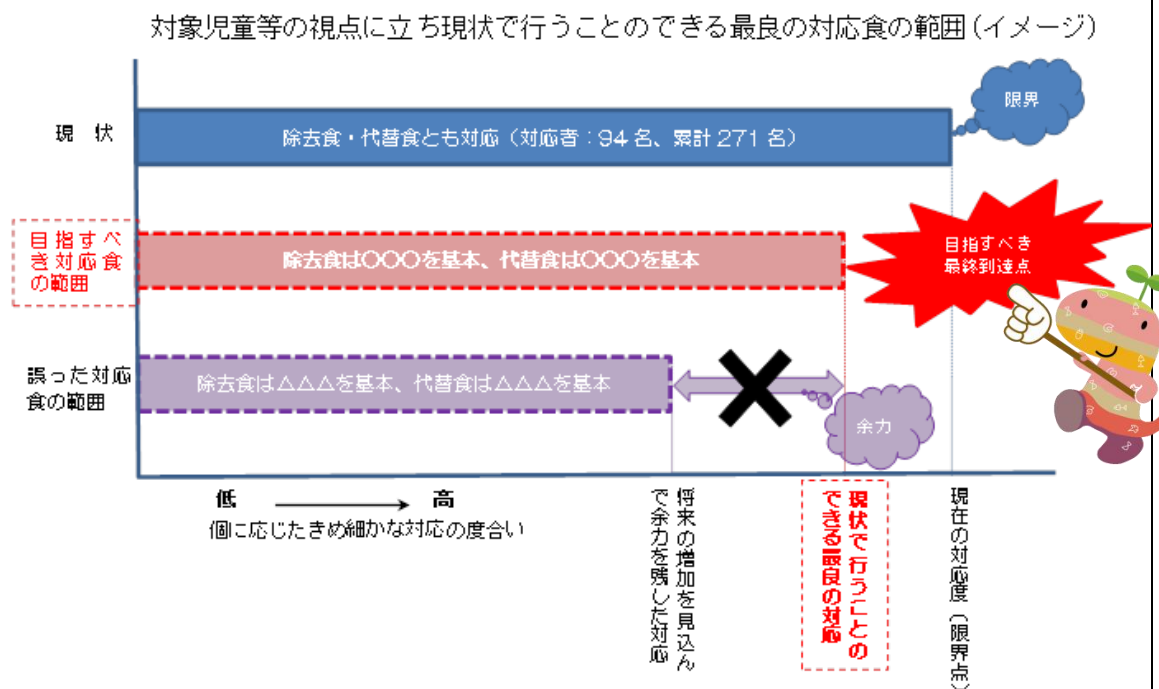 対象児童等の視点に立ち現状で行うことのできる最良の対応食の範囲(イメージ)
限界
現 状
除去食・代替食とも対応(対応者:94名、累計271名)
目指すべ
き対応食
の範囲
除去食は〇〇〇を基本、代替食は〇〇〇を基本
目指すべき
最終到達点
誤った対応
食の範囲
除去食は△△△を基本、代替食は△△△を基本
余力
低
高
個に応じたきめ細かな対応の度合い
将来の増加を見込ん
で余力を残した対応
現状で行うことの
できる最良の対応
現在の対応度(限界点)